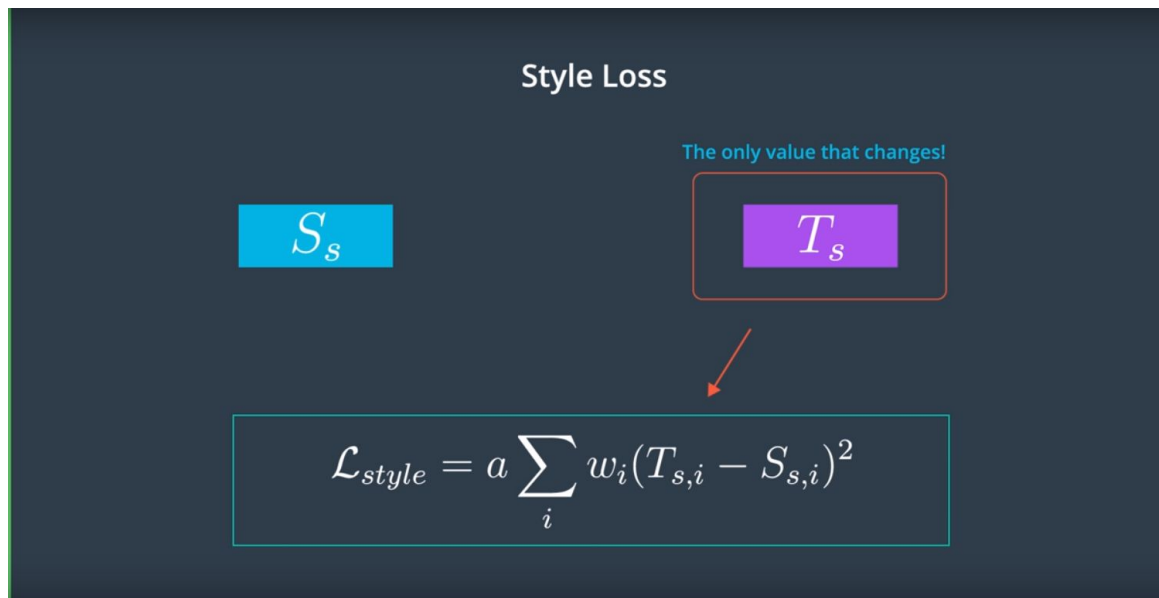 Style Loss
The only value that changes!
S_s
T_s
\mathcal{L}_{style} = a \sum_i w_i (T_{s,i} - S_{s,i})^2